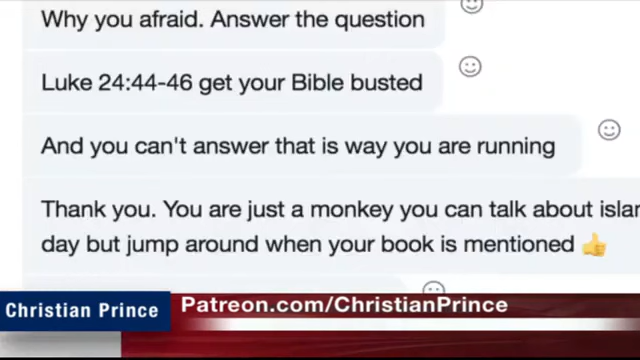 Why you afraid. Answer the question
Luke 24:44-46 get your Bible busted
And you can't answer that is way you are running
Thank you. You are just a monkey you can talk about islam
day but jump around when your book is mentioned 👍
Christian Prince
Patreon.com/ChristianPrince